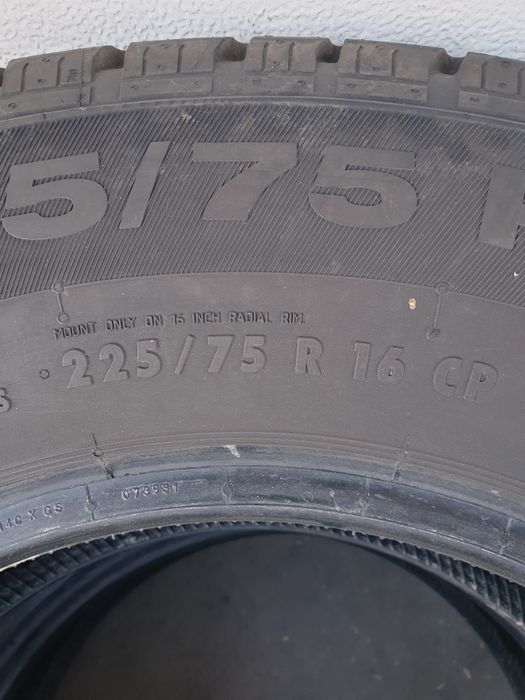 5/75 R
MOUNT ONLY ON 16 INCH RADIAL RIM.
225/75 R 16 CP
S